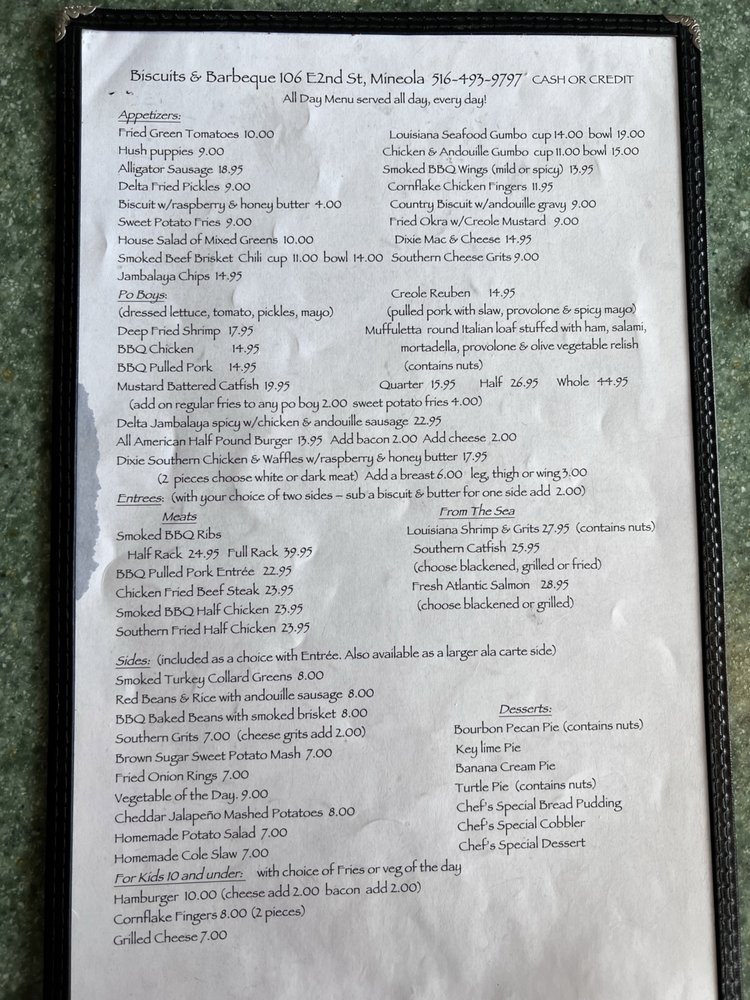 Biscuits & Barbeque 106 E2nd St, Mineola 516-493-9797 CASH OR CREDIT
All Day Menu served all day, every day!
Appetizers:
Fried Green Tomatoes 10.00
Hush puppies 9.00
Alligator Sausage 18.95
Delta Fried Pickles 9.00
Biscuit w/raspberry & honey butter 4.00
Sweet Potato Fries 9.00
House Salad of Mixed Greens 10.00
Smoked Beef Brisket Chili cup 11.00 bowl 14.00
Jambalaya Chips 14.95
Louisiana Seafood Gumbo cup 14.00 bowl 19.00
Chicken & Andouille Gumbo cup 11.00 bowl 15.00
Smoked BBQ Wings (mild or spicy) 13.95
Cornflake Chicken Fingers 11.95
Country Biscuit w/andouille gravy 9.00
Fried Okra w/Creole Mustard 9.00
Dixie Mac & Cheese 14.95
Southern Cheese Grits 9.00
Po Boys:
(dressed lettuce, tomato, pickles, mayo)
Deep Fried Shrimp 17.95
BBQ Chicken 14.95
BBQ Pulled Pork 14.95
Mustard Battered Catfish 19.95
(add on regular fries to any po boy 2.00 sweet potato fries 4.00)
Creole Reuben 14.95
(pulled pork with slaw, provolone & spicy mayo)
Muffuletta round Italian loaf stuffed with ham, salami,
mortadella, provolone & olive vegetable relish
(contains nuts)
Quarter 15.95 Half 26.95 Whole 44.95
Delta Jambalaya spicy w/chicken & andouille sausage 22.95
All American Half Pound Burger 13.95 Add bacon 2.00 Add cheese 2.00
Dixie Southern Chicken & Waffles w/raspberry & honey butter 17.95
(2 pieces choose white or dark meat) Add a breast 6.00 leg, thigh or wing 3.00
Entrees: (with your choice of two sides – sub a biscuit & butter for one side add 2.00)
Meats
Smoked BBQ Ribs
Half Rack 24.95 Full Rack 39.95
BBQ Pulled Pork Entrée 22.95
Chicken Fried Beef Steak 23.95
Smoked BBQ Half Chicken 23.95
Southern Fried Half Chicken 23.95
From The Sea
Louisiana Shrimp & Grits 27.95 (contains nuts)
Southern Catfish 25.95
(choose blackened, grilled or fried)
Fresh Atlantic Salmon 28.95
(choose blackened or grilled)
Sides: (included as a choice with Entrée. Also available as a larger ala carte side)
Smoked Turkey Collard Greens 8.00
Red Beans & Rice with andouille sausage 8.00
BBQ Baked Beans with smoked brisket 8.00
Southern Grits 7.00 (cheese grits add 2.00)
Brown Sugar Sweet Potato Mash 7.00
Fried Onion Rings 7.00
Vegetable of the Day. 9.00
Cheddar Jalapeño Mashed Potatoes 8.00
Homemade Potato Salad 7.00
Homemade Cole Slaw 7.00
Desserts:
Bourbon Pecan Pie (contains nuts)
Key lime Pie
Banana Cream Pie
Turtle Pie (contains nuts)
Chef's Special Bread Pudding
Chef's Special Cobbler
Chef's Special Dessert
For Kids 10 and under: with choice of Fries or veg of the day
Hamburger 10.00 (cheese add 2.00 bacon add 2.00)
Cornflake Fingers 8.00 (2 pieces)
Grilled Cheese 7.00